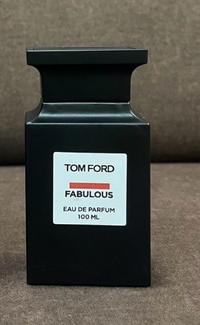 TOM FORD
FABULOUS
EAU DE PARFUM
100 ML